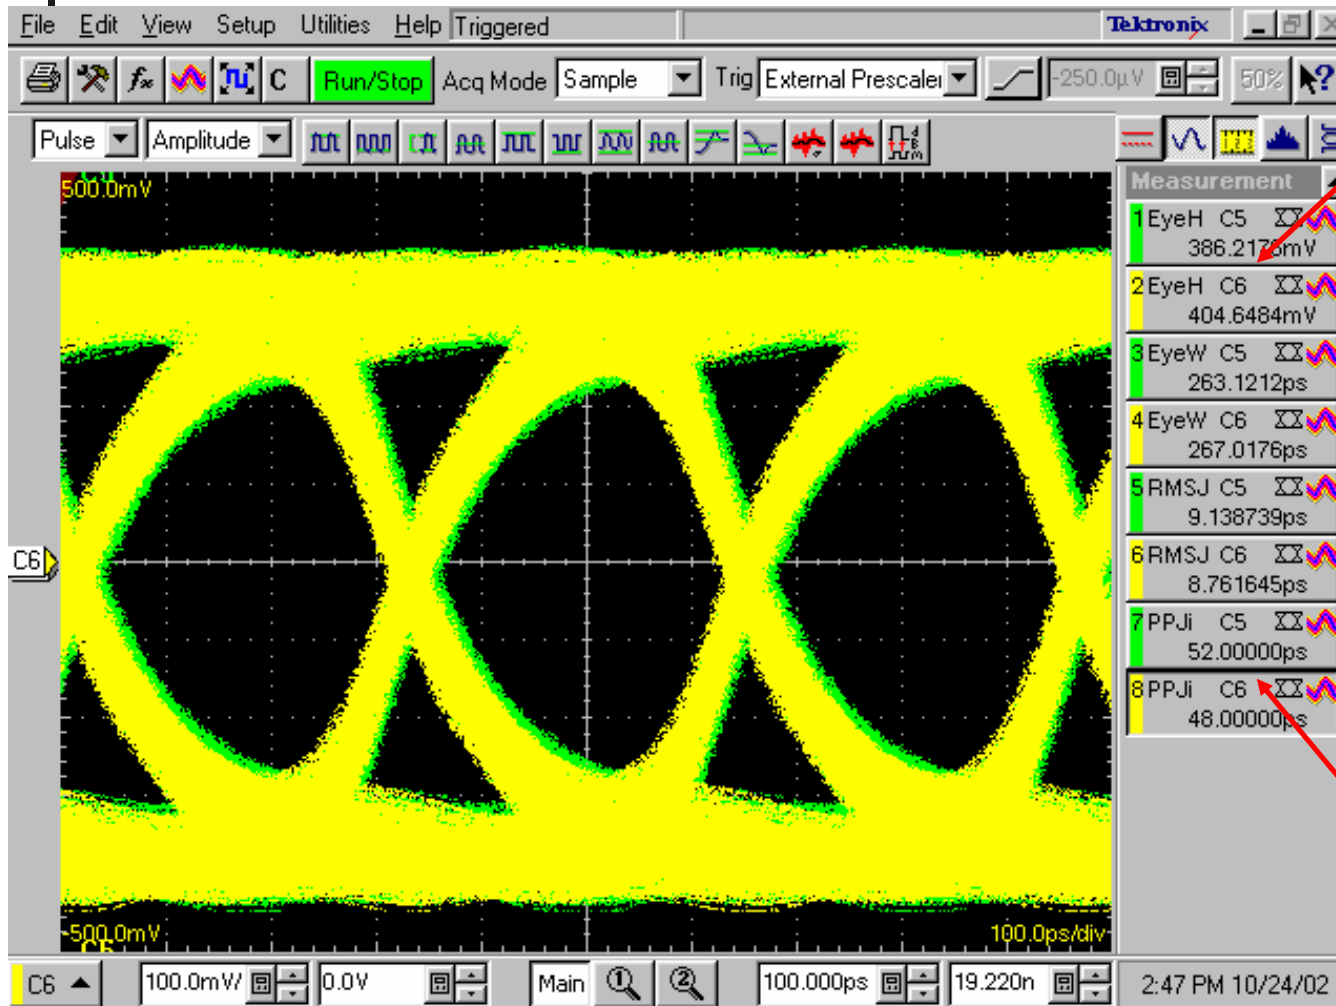 File Edit View Setup Utilities Help Triggered Tektronix
C Run/Stop Acq Mode Sample Trig External Prescaler -250.0µV 50%
Pulse Amplitude
500.0mV
Measurement
1 EyeH C5
386.2176mV
2 EyeH C6
404.6484mV
3 EyeW C5
263.1212ps
4 EyeW C6
267.0176ps
5 RMSJ C5
9.138739ps
6 RMSJ C6
8.761645ps
7 PPJi C5
52.00000ps
8 PPJi C6
48.00000ps
C6
-500.0mV 100.0ps/div
C6
C6 100.0mV/ 0.0V Main 1 2 100.000ps 19.220n 2:47 PM 10/24/02